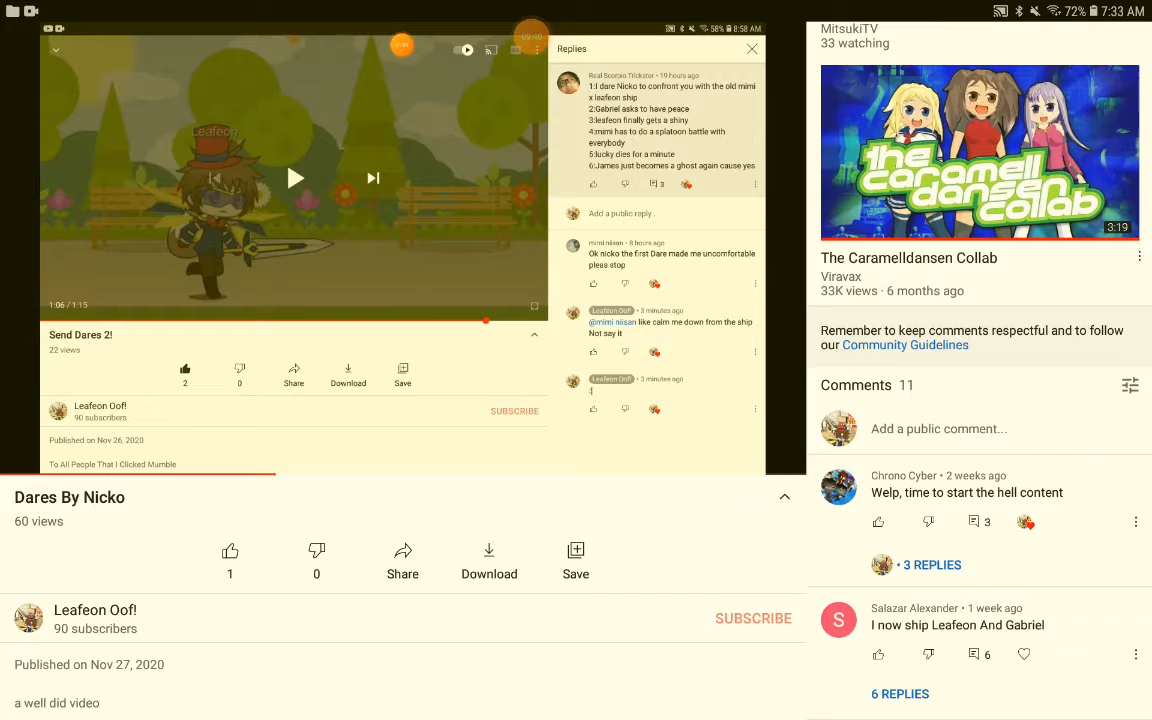 72% 7:33 AM
58% 8:58 AM
Leafeon
1:06 / 1:15
Send Dares 2!
22 views
2
0
Share
Download
Save
Leafeon Oof!
90 subscribers
SUBSCRIBE
Published on Nov 26, 2020
To All People That I Clicked Mumble
Replies
Real Scorpio Trickster • 19 hours ago
1:I dare Nicko to confront you with the old mimi
x leafeon ship
2:Gabriel asks to have peace
3:leafeon finally gets a shiny
4:mimi has to do a splatoon battle with
everybody
5:lucky dies for a minute
6:James just becomes a ghost again cause yes
3
Add a public reply..
mimi niisan • 8 hours ago
Ok nicko the first Dare made me uncomfortable
pleas stop
Leafeon Oof! • 3 minutes ago
@mimi niisan like calm me down from the ship
Not say it
Leafeon Oof! • 3 minutes ago
Dares By Nicko
60 views
1
0
Share
Download
Save
Leafeon Oof!
90 subscribers
SUBSCRIBE
Published on Nov 27, 2020
a well did video
MitsukiTV
33 watching
the
caramell
dansen
collab
3:19
The Caramelldansen Collab
Viravax
33K views · 6 months ago
Remember to keep comments respectful and to follow
our Community Guidelines
Comments 11
Add a public comment...
Chrono Cyber • 2 weeks ago
Welp, time to start the hell content
3
• 3 REPLIES
S
Salazar Alexander • 1 week ago
I now ship Leafeon And Gabriel
6
6 REPLIES